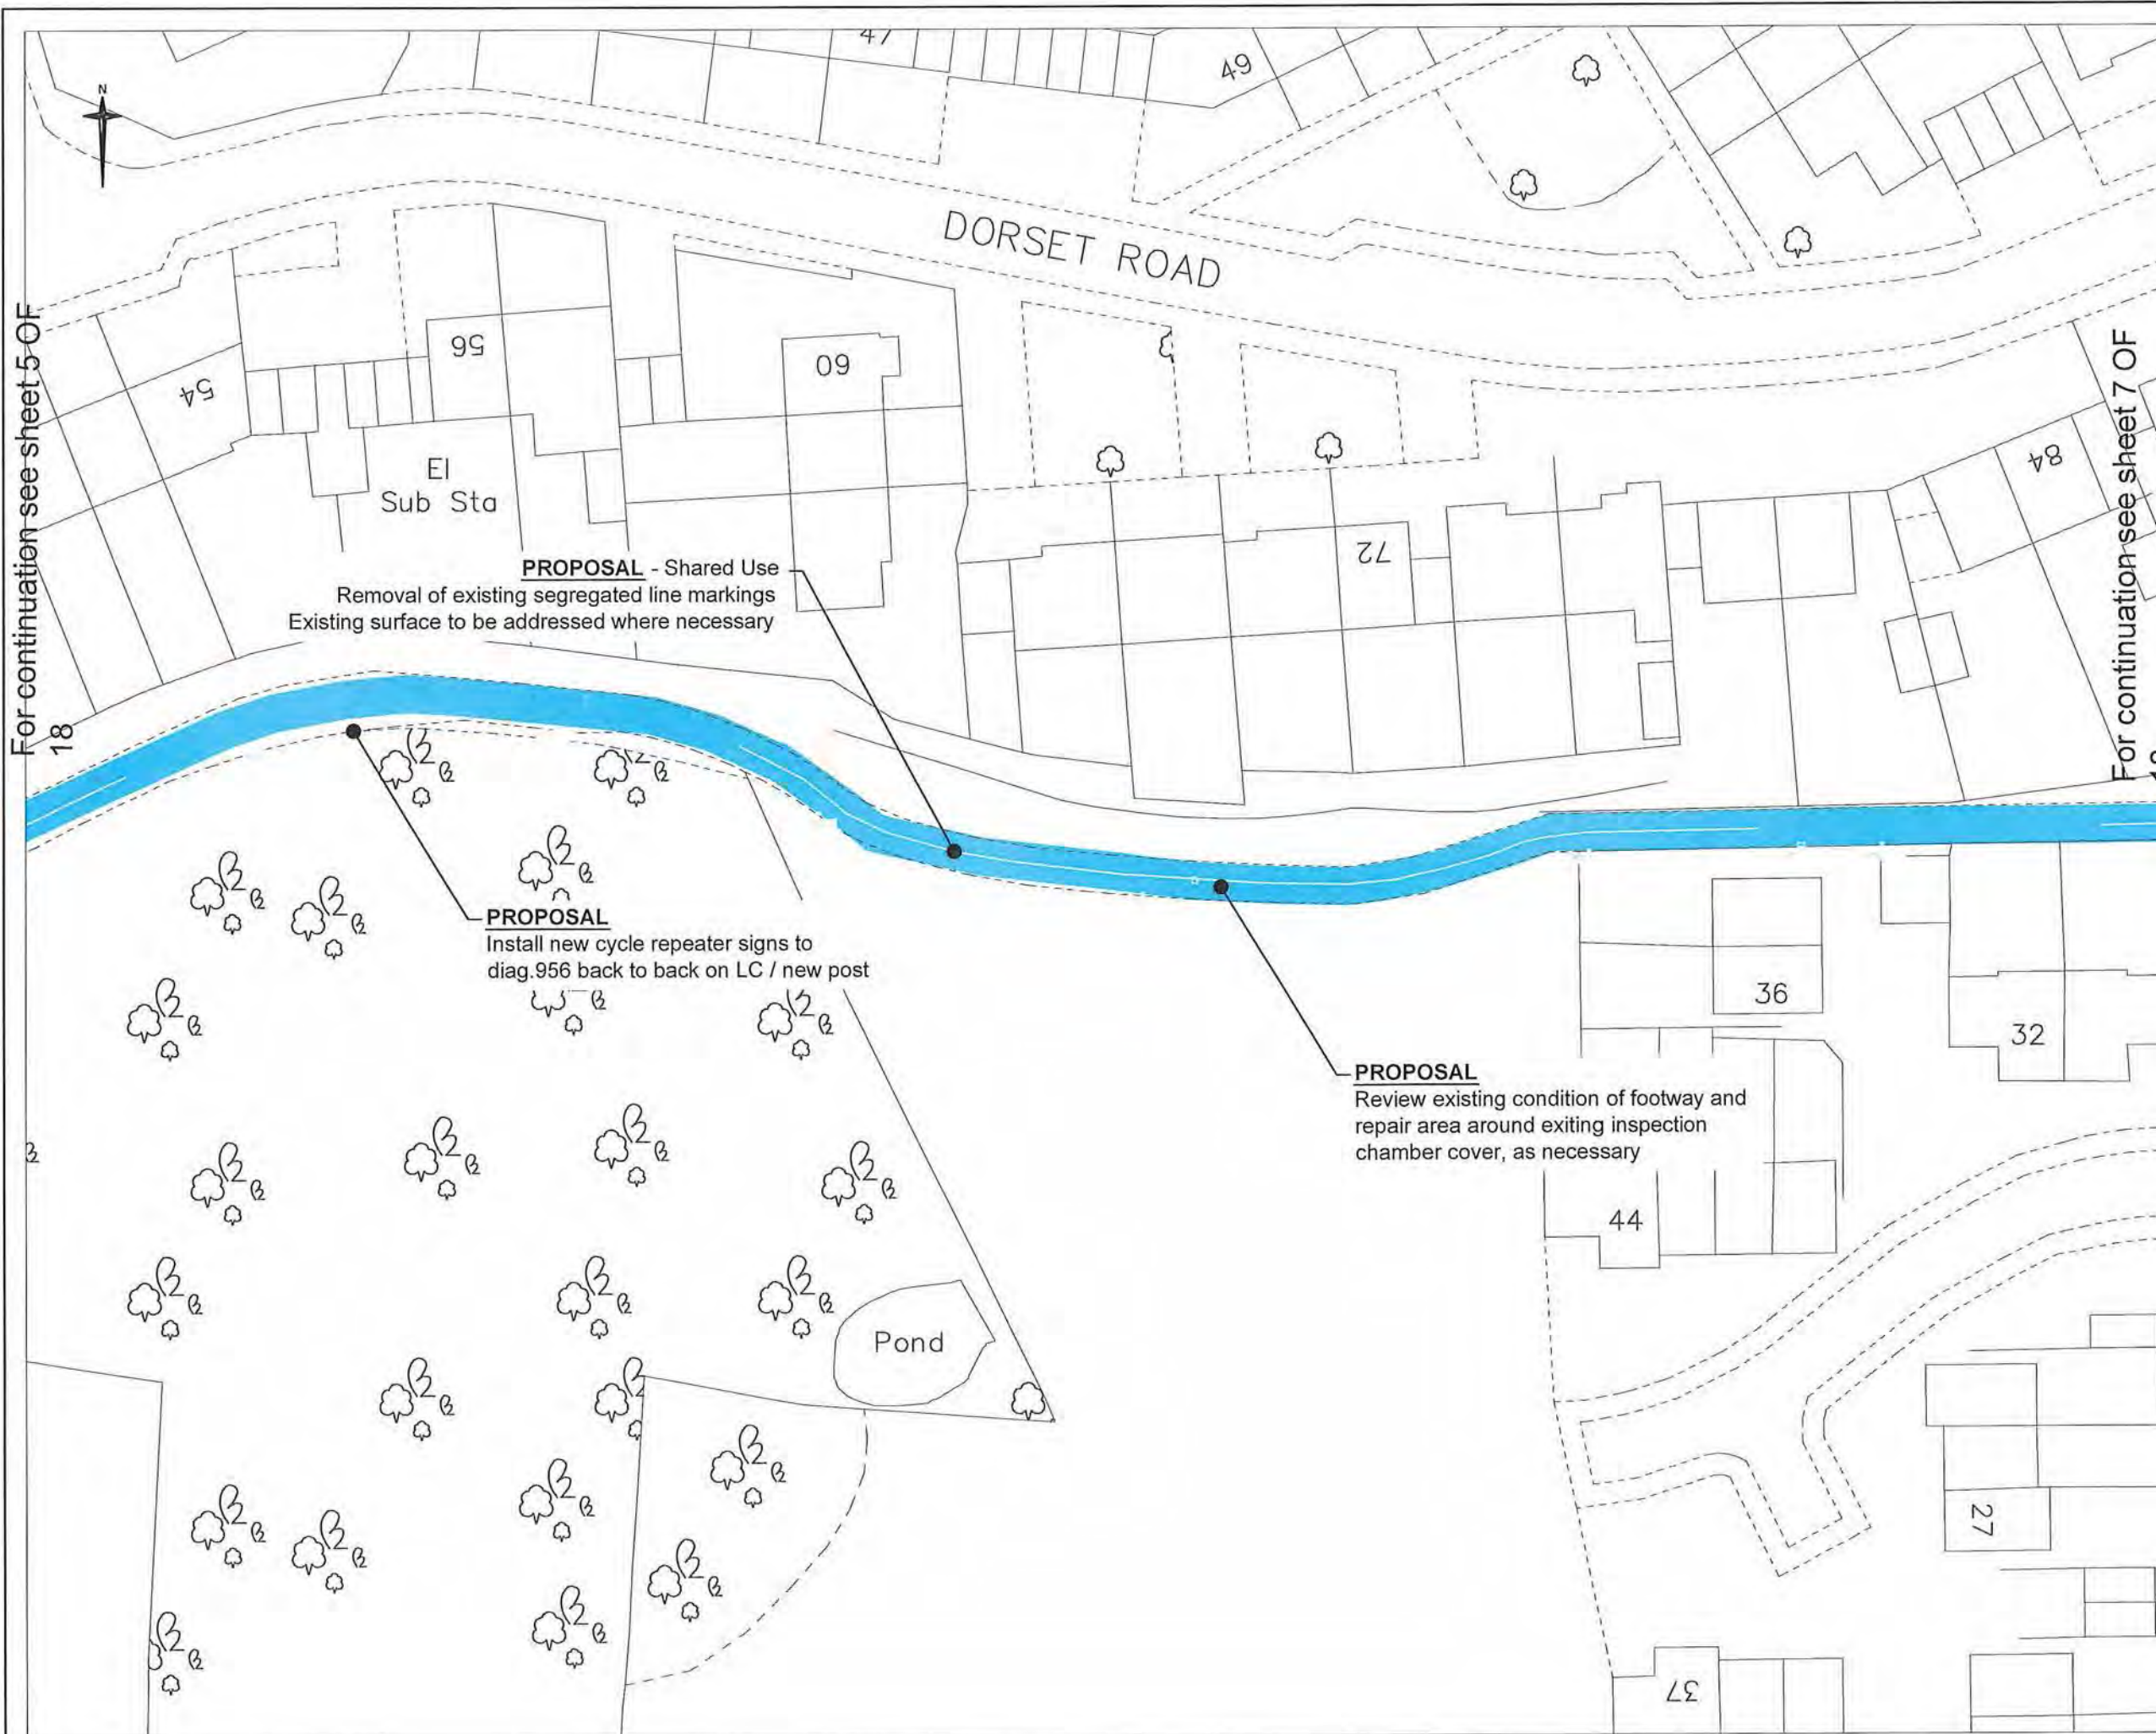 47
49
N
DORSET ROAD
For continuation see sheet 5 OF
18
54
56
60
El
Sub Sta
72
84
For continuation see sheet 7 OF
PROPOSAL - Shared Use
Removal of existing segregated line markings
Existing surface to be addressed where necessary
PROPOSAL
Install new cycle repeater signs to
diag.956 back to back on LC / new post
36
32
PROPOSAL
Review existing condition of footway and
repair area around exiting inspection
chamber cover, as necessary
44
Pond
27
37